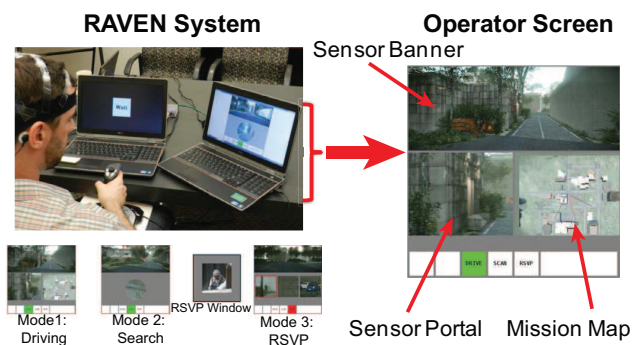 RAVEN System
Operator Screen
Sensor Banner
Wait
DRIVE SCAN RSVP
RSVP Window
Mode1:
Driving
Mode 2:
Search
Mode 3:
RSVP
Sensor Portal
Mission Map